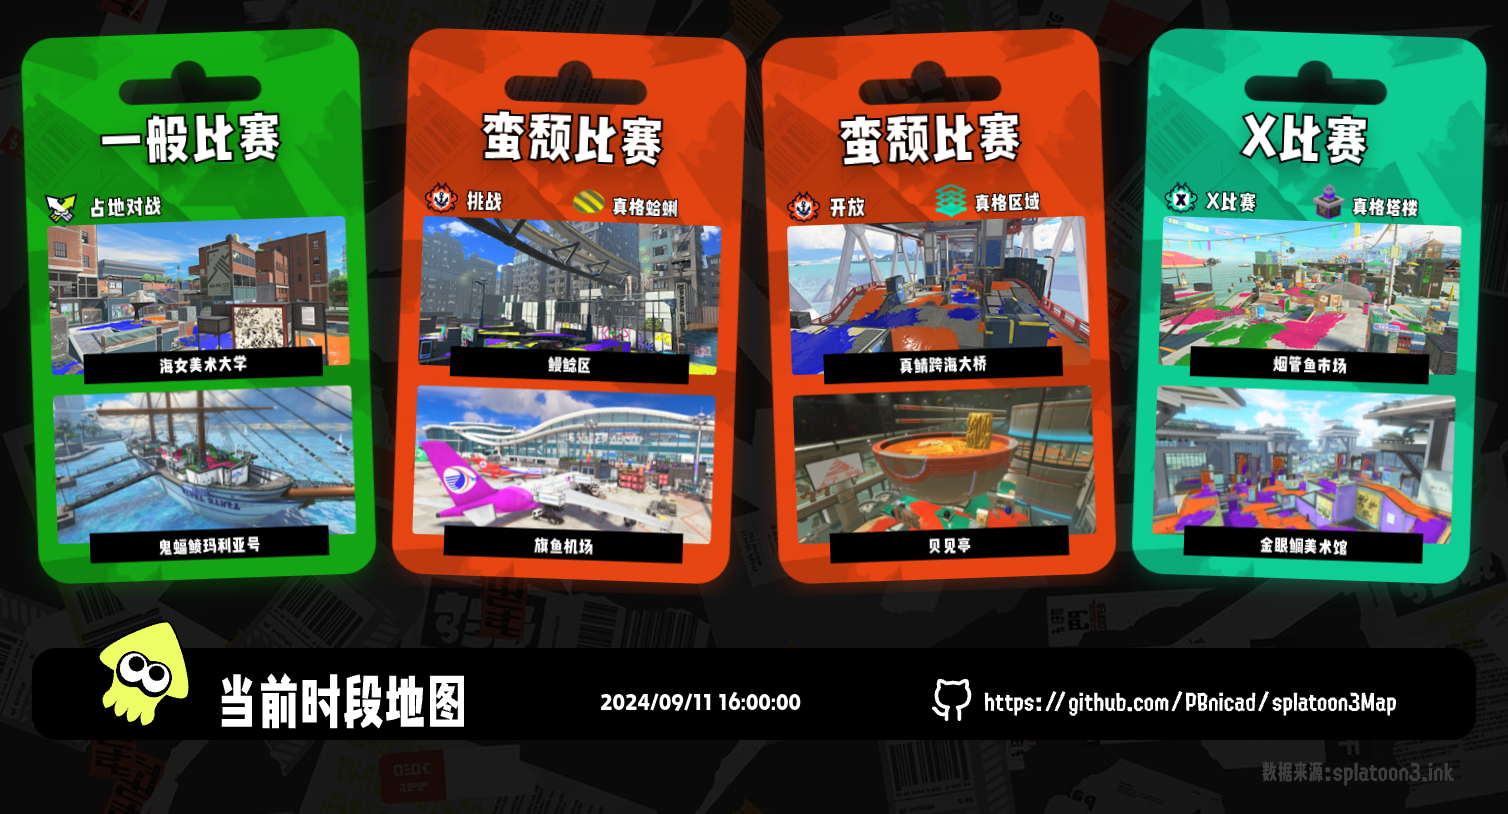 一般比赛
占地对战
海女美术大学
鬼蝠鲼玛利亚号
蛮颓比赛
挑战
真格蛤蜊
鳗鲶区
旗鱼机场
蛮颓比赛
开放
真格区域
真鲭跨海大桥
贝贝亭
X比赛
X比赛
真格塔楼
烟管鱼市场
金眼鲷美术馆
当前时段地图
2024/09/11 16:00:00
https://github.com/PBnicad/splatoon3Map
数据来源:splatoon3.ink